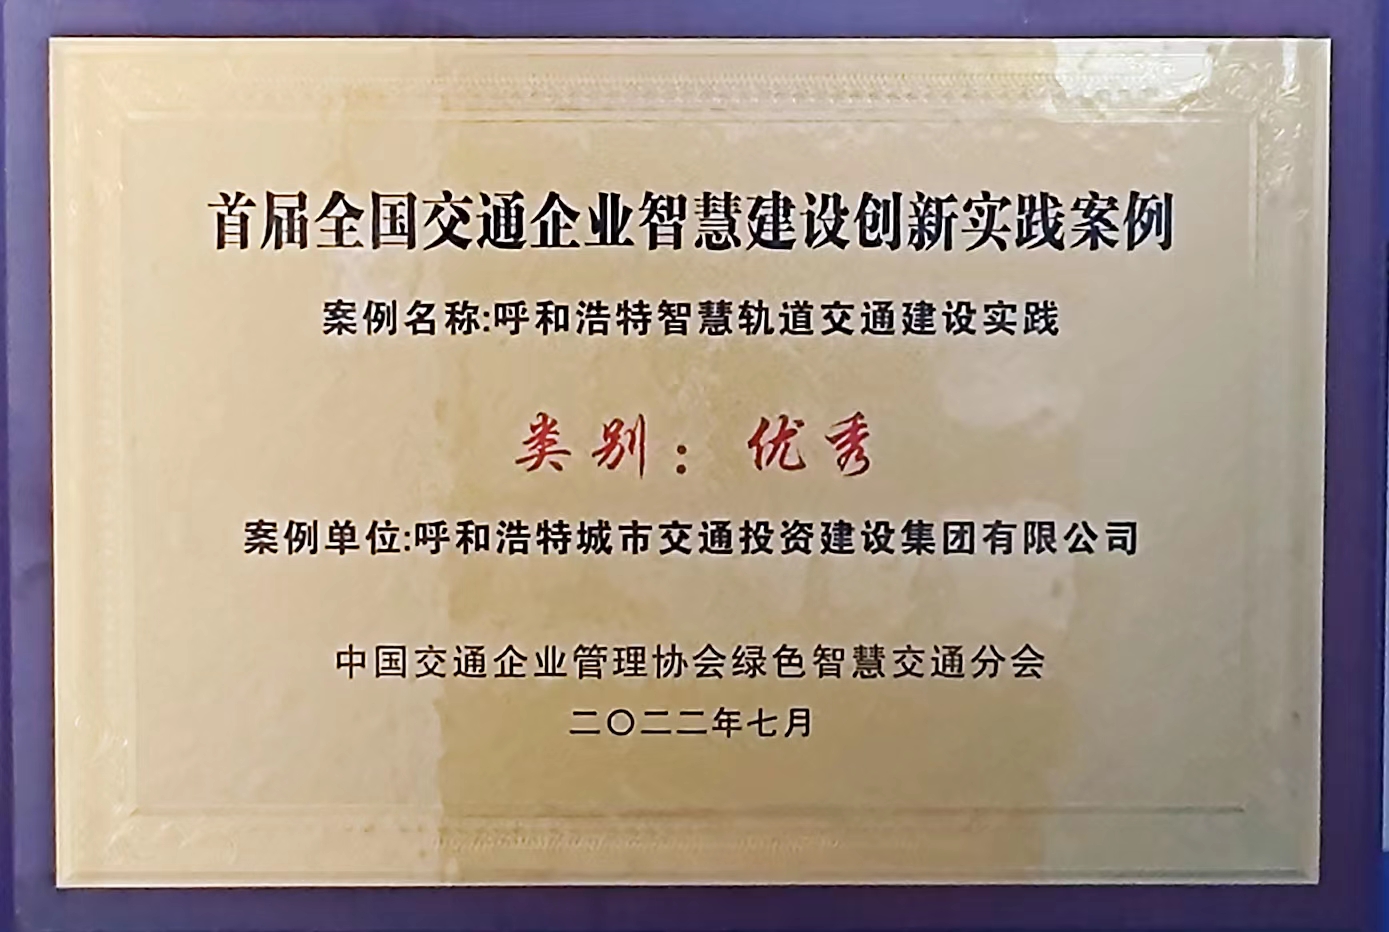 首届全国交通企业智慧建设创新实践案例
案例名称:呼和浩特智慧轨道交通建设实践
类别：优秀
案例单位:呼和浩特城市交通投资建设集团有限公司
中国交通企业管理协会绿色智慧交通分会
二〇二二年七月